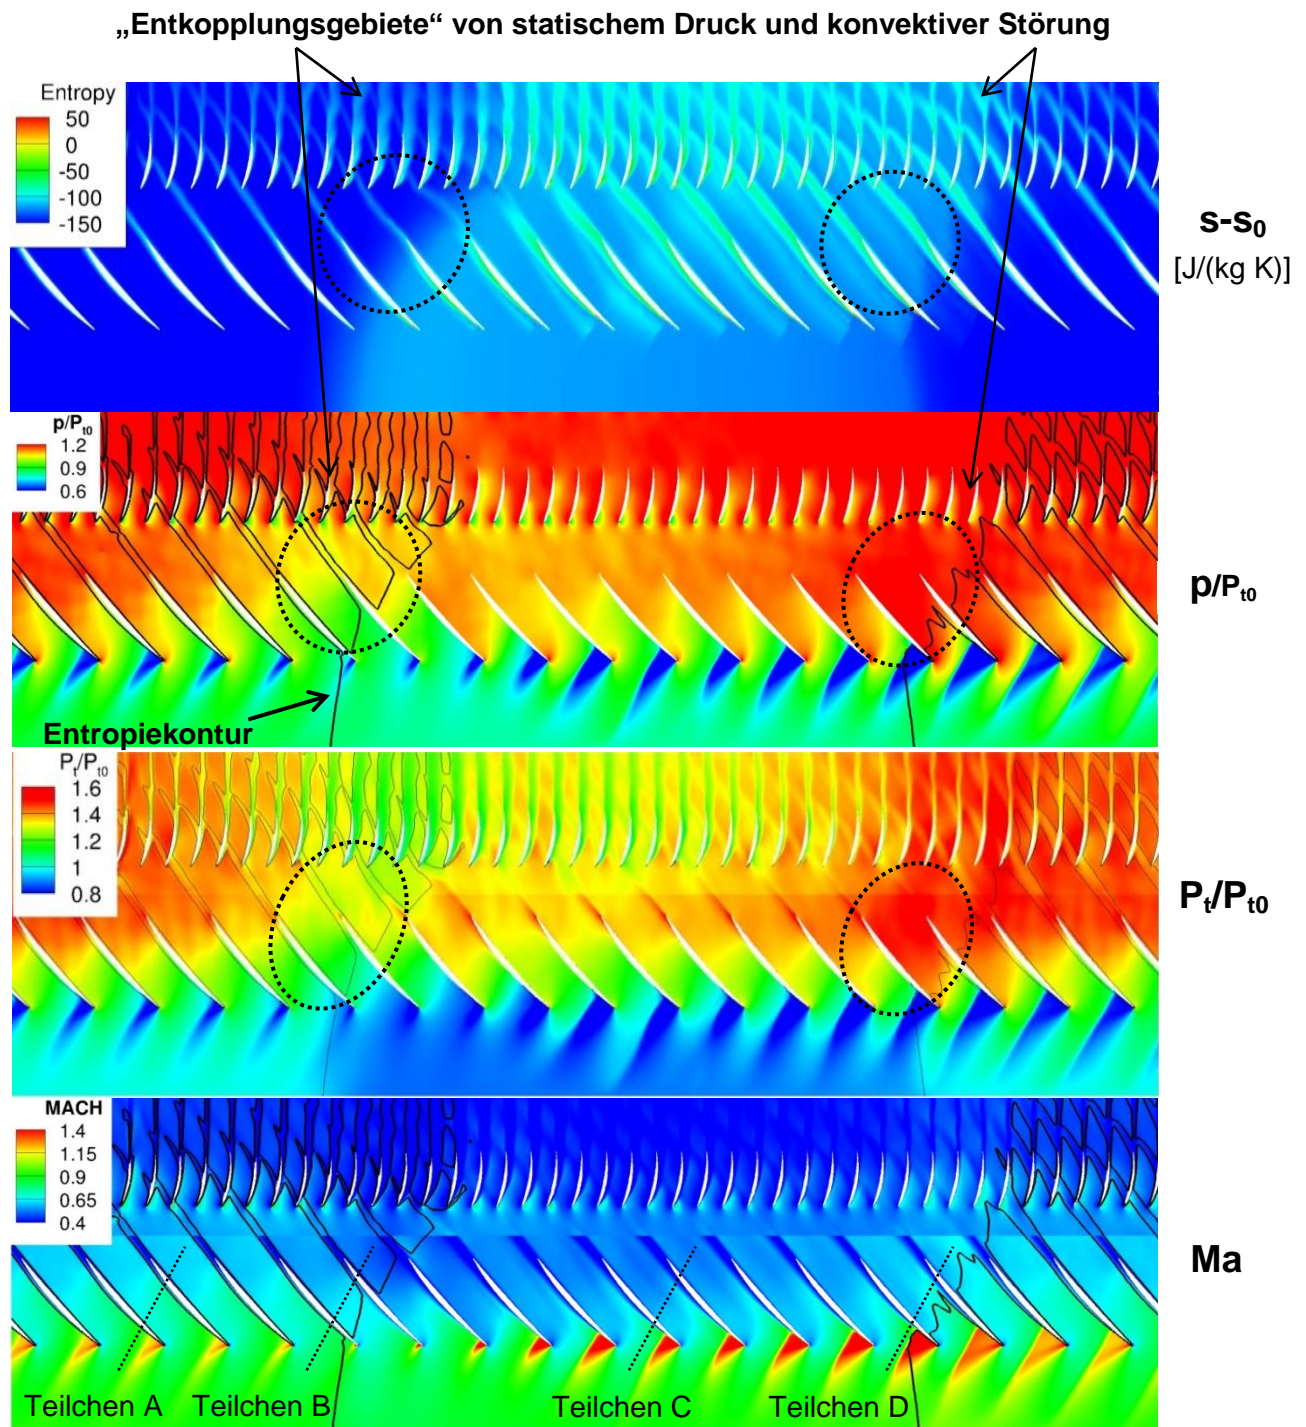 „Entkopplungsgebiete“ von statischem Druck und konvektiver Störung
Entropy
50
0
-50
-100
-150
s-s₀
[J/(kg K)]
p/Pₜ₀
1.2
0.9
0.6
p/Pₜ₀
Entropiekontur
Pₜ/Pₜ₀
1.6
1.4
1.2
1
0.8
Pₜ/Pₜ₀
MACH
1.4
1.15
0.9
0.65
0.4
Ma
Teilchen A Teilchen B Teilchen C Teilchen D